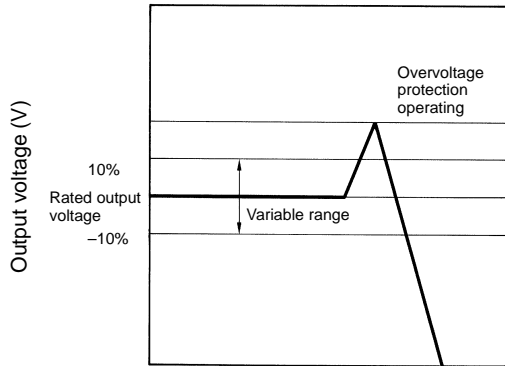 Output voltage (V)
Overvoltage
protection
operating
10%
Rated output
voltage
Variable range
–10%